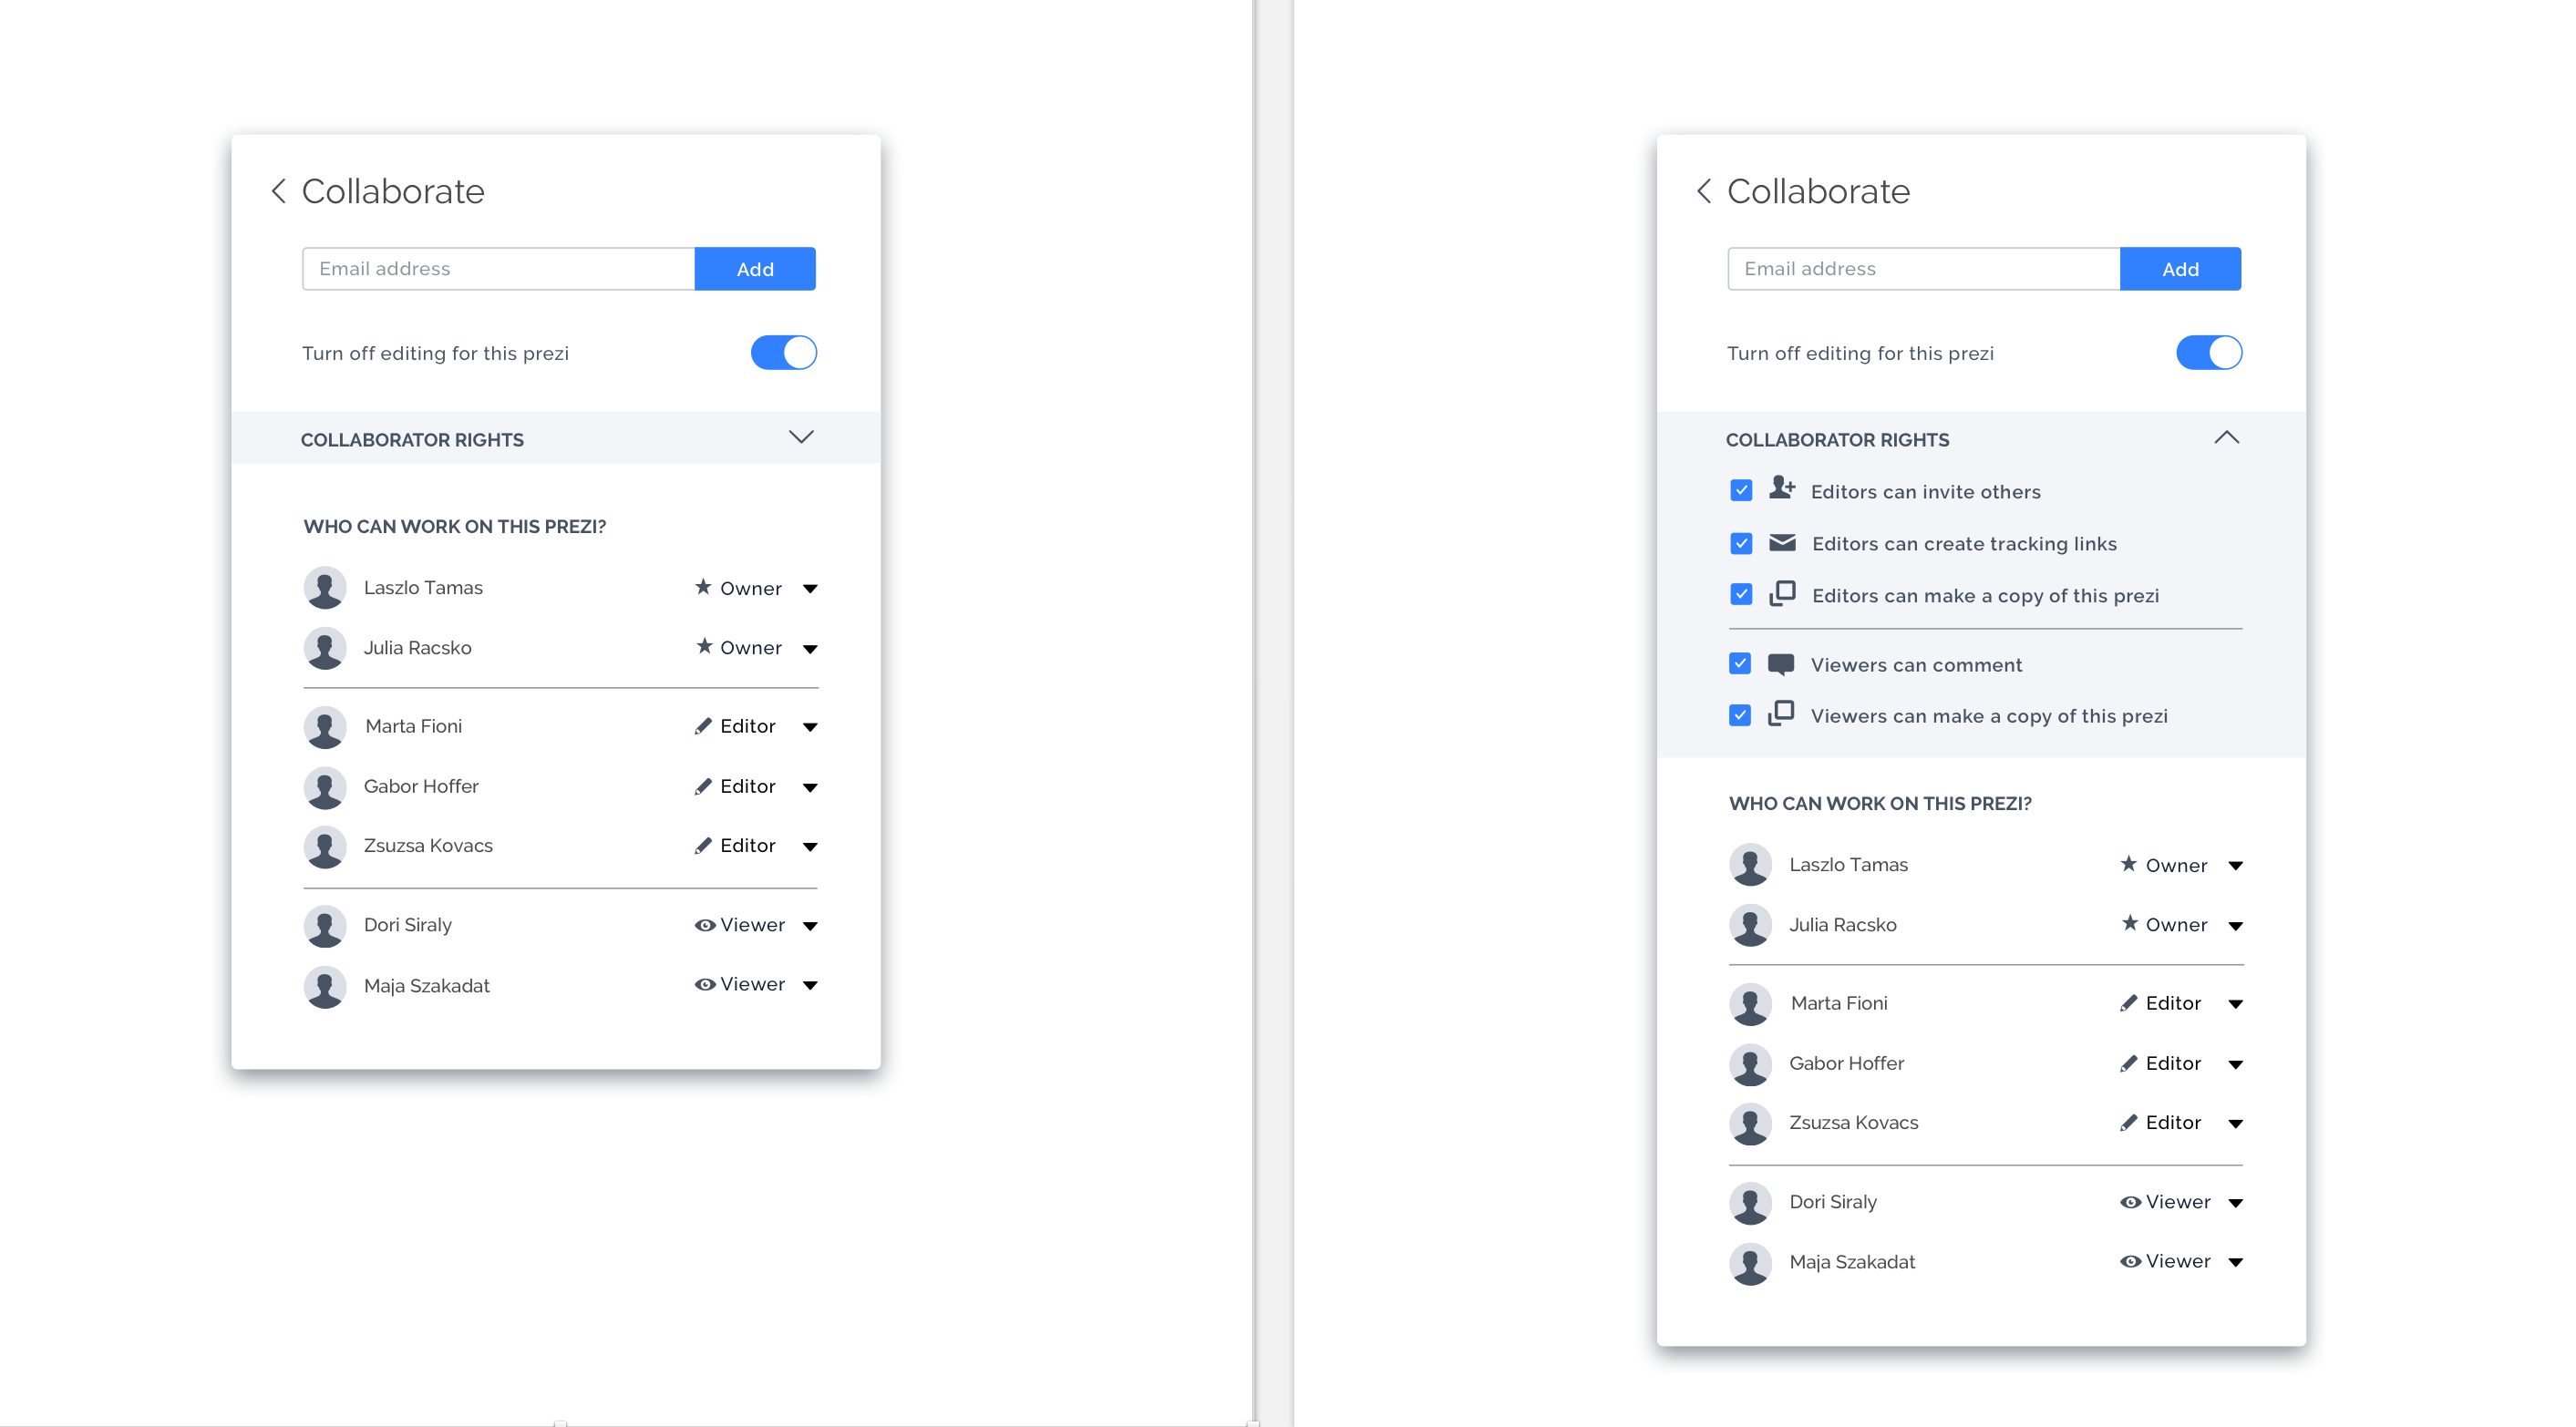 Collaborate
Email address
Add
Turn off editing for this prezi
COLLABORATOR RIGHTS
WHO CAN WORK ON THIS PREZI?
Laszlo Tamas Owner
Julia Racsko Owner
Marta Fioni Editor
Gabor Hoffer Editor
Zsuzsa Kovacs Editor
Dori Siraly Viewer
Maja Szakadat Viewer
Collaborate
Email address
Add
Turn off editing for this prezi
COLLABORATOR RIGHTS
Editors can invite others
Editors can create tracking links
Editors can make a copy of this prezi
Viewers can comment
Viewers can make a copy of this prezi
WHO CAN WORK ON THIS PREZI?
Laszlo Tamas Owner
Julia Racsko Owner
Marta Fioni Editor
Gabor Hoffer Editor
Zsuzsa Kovacs Editor
Dori Siraly Viewer
Maja Szakadat Viewer